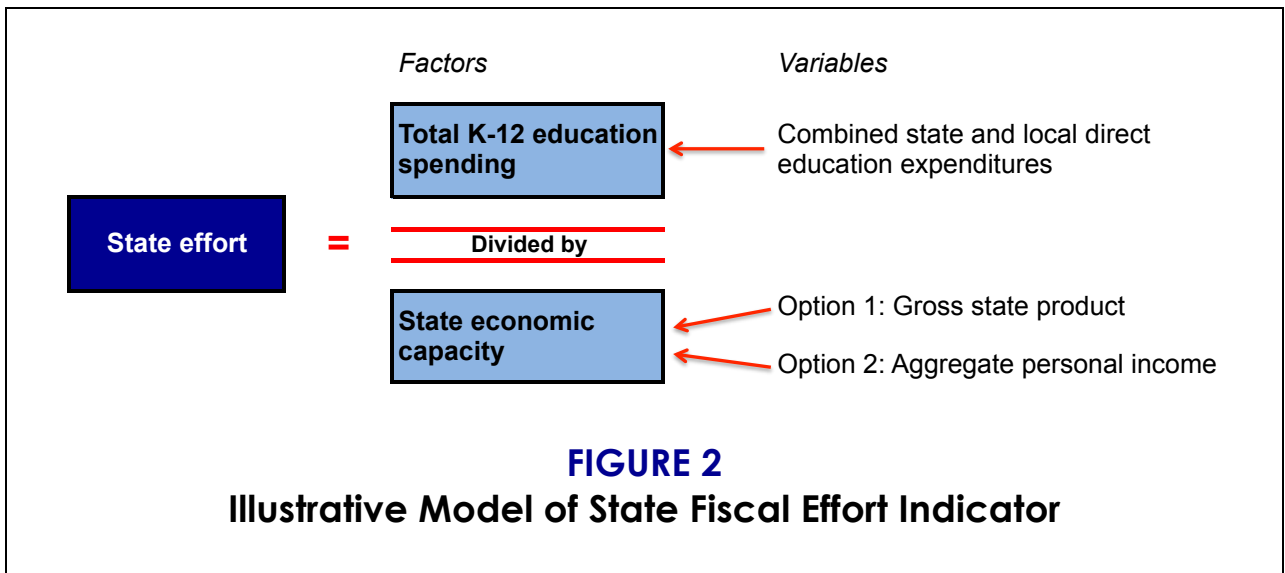 Factors
Variables
Total K-12 education
spending
Combined state and local direct
education expenditures
State effort
=
Divided by
State economic
capacity
Option 1: Gross state product
Option 2: Aggregate personal income
FIGURE 2
Illustrative Model of State Fiscal Effort Indicator